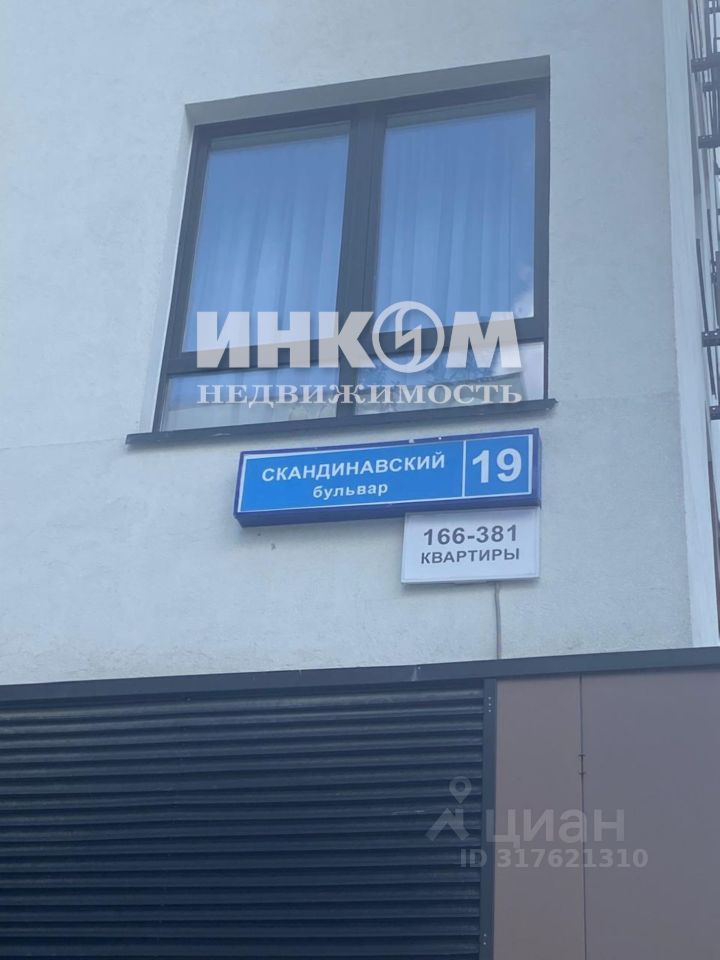 ИНКОМ
НЕДВИЖИМОСТЬ
СКАНДИНАВСКИЙ
бульвар
19
166-381
КВАРТИРЫ
циан
ID 317621310